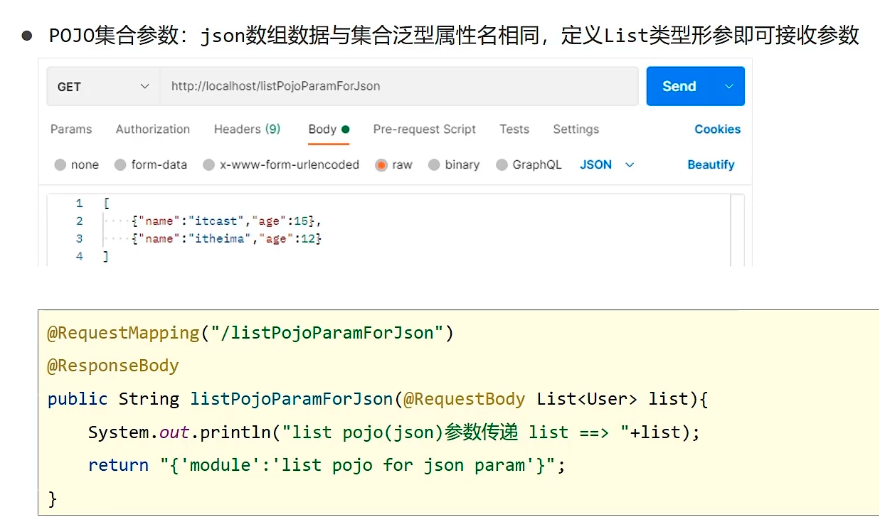 ● POJO集合参数：json数组数据与集合泛型属性名相同，定义List类型形参即可接收参数
GET http://localhost/listPojoParamForJson Send
Params Authorization Headers (9) Body Pre-request Script Tests Settings Cookies
none form-data x-www-form-urlencoded raw binary GraphQL JSON Beautify
1 [
2 {"name":"itcast","age":15},
3 {"name":"itheima","age":12}
4 ]
@RequestMapping("/listPojoParamForJson")
@ResponseBody
public String listPojoParamForJson(@RequestBody List<User> list){
System.out.println("list pojo(json)参数传递 list ==> "+list);
return "{'module':'list pojo for json param'}";
}